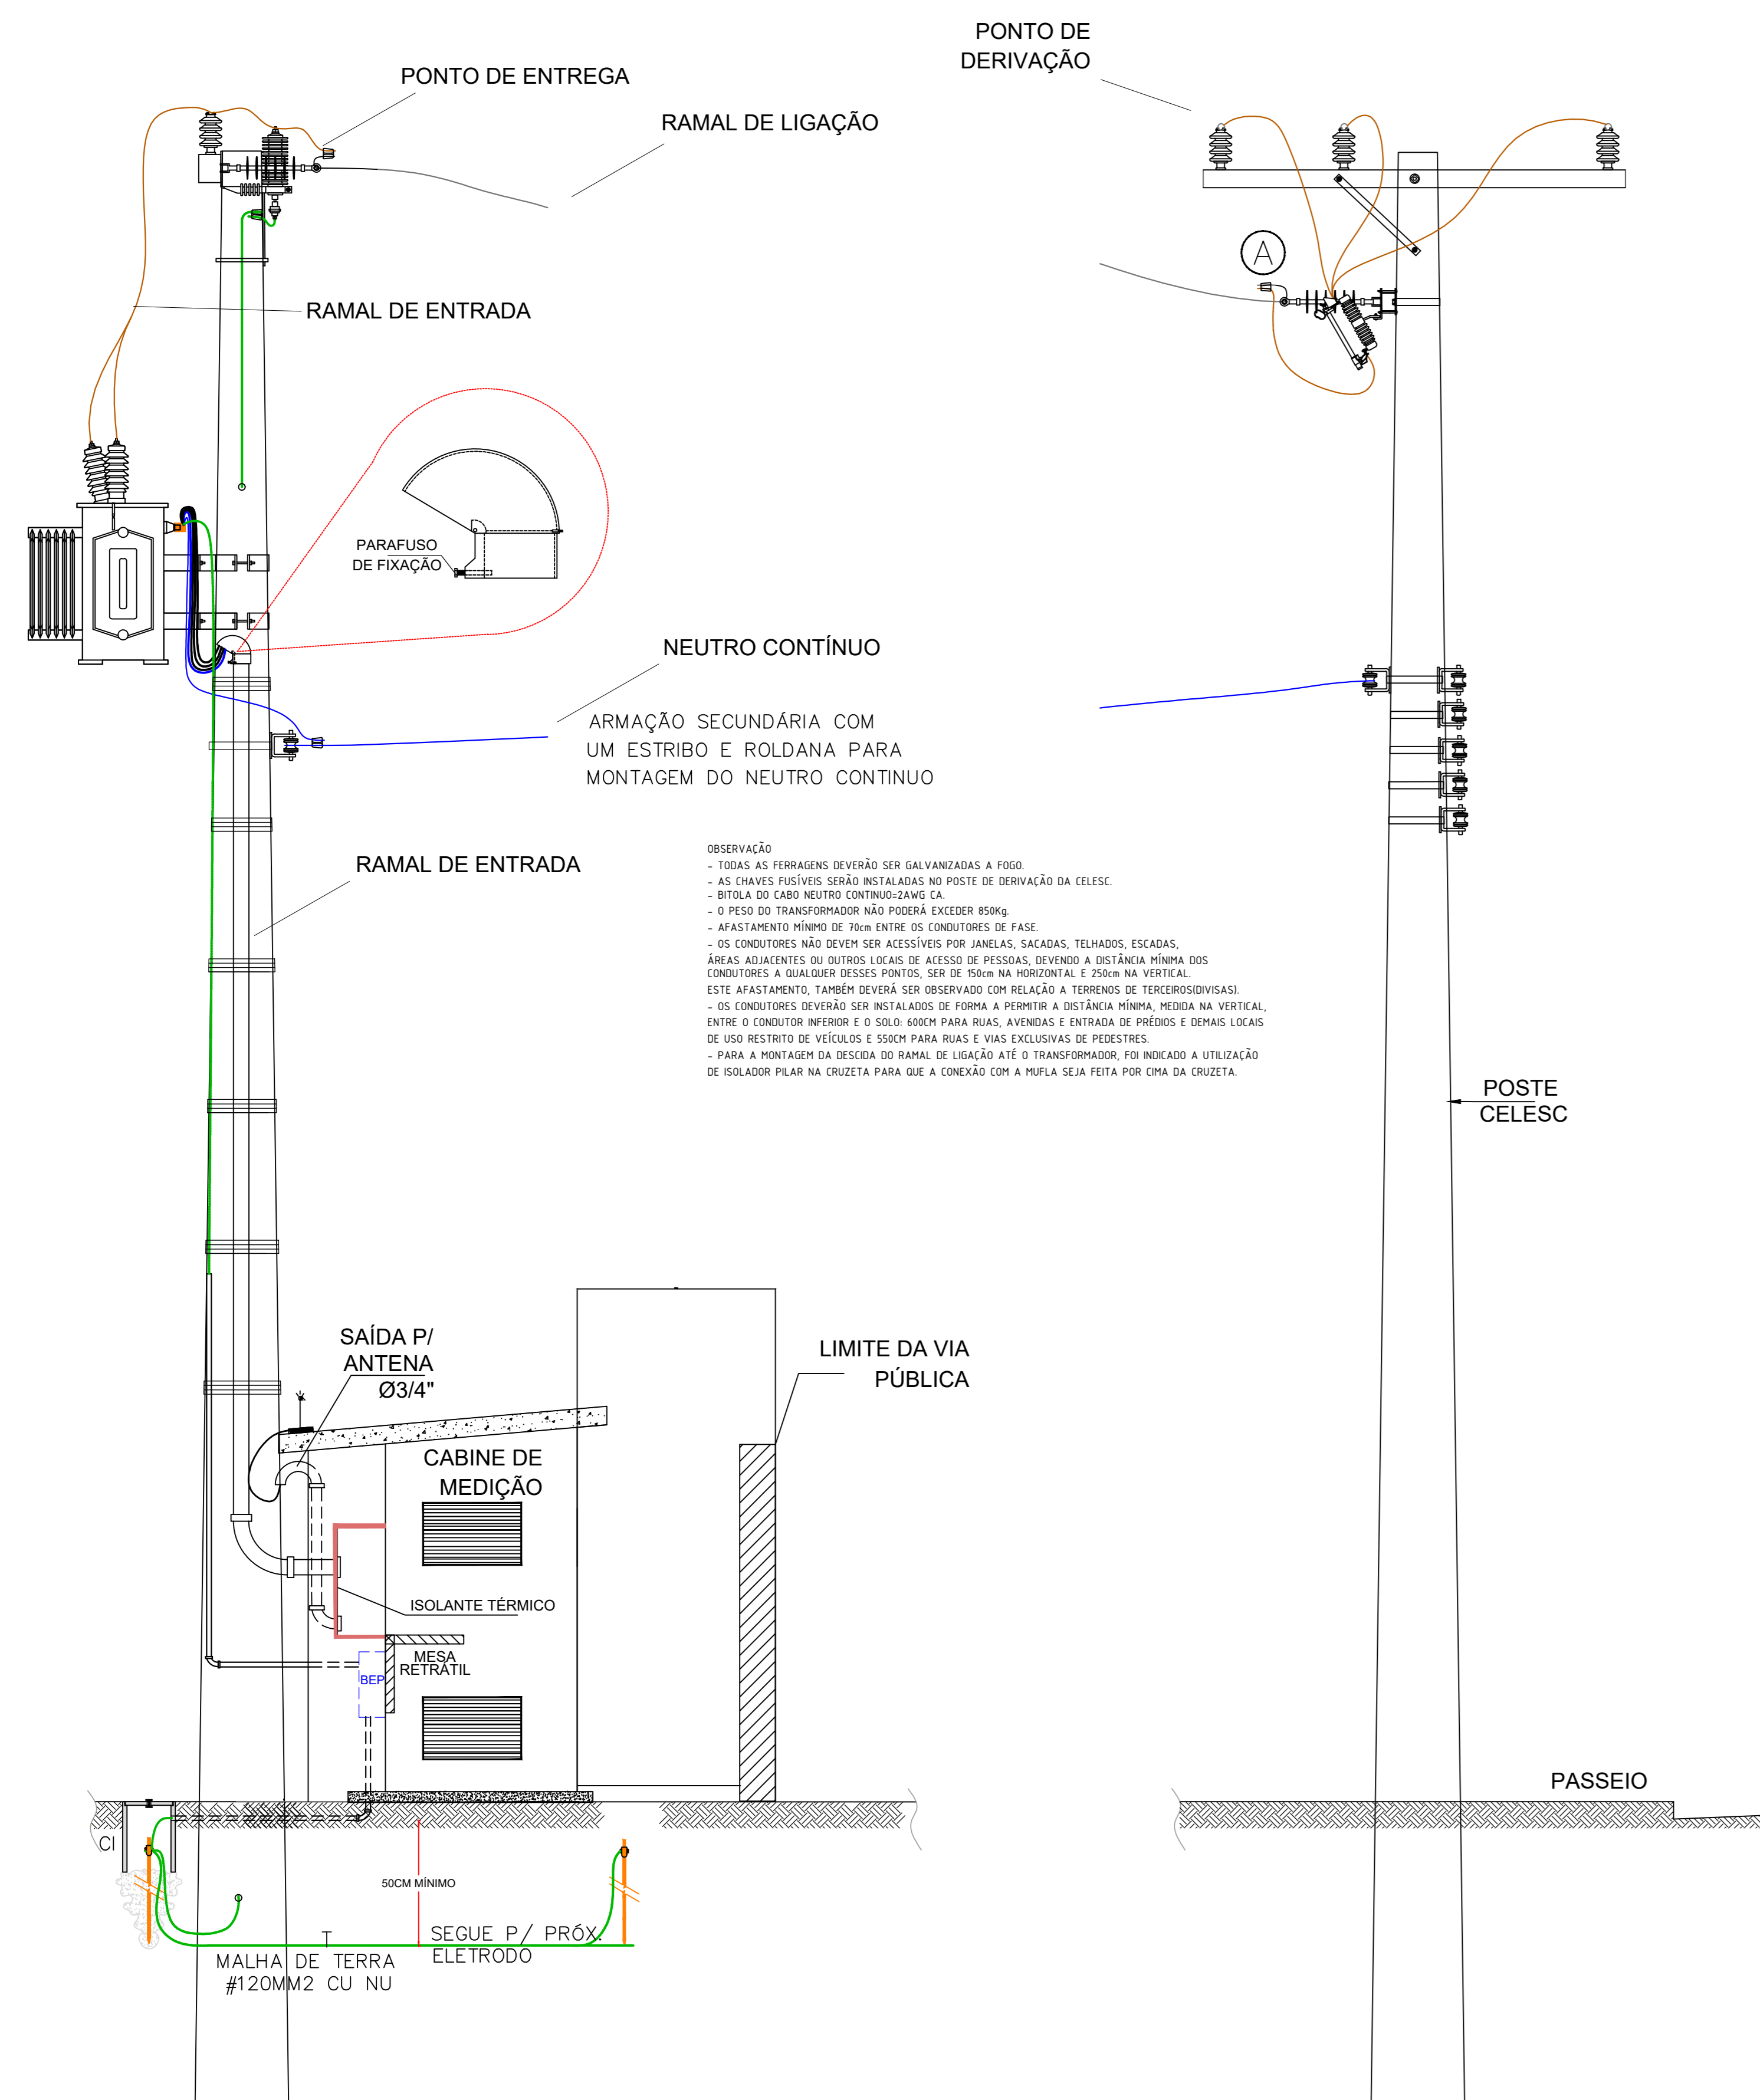 PONTO DE
DERIVAÇÃO
PONTO DE ENTREGA
RAMAL DE LIGAÇÃO
A
RAMAL DE ENTRADA
PARAFUSO
DE FIXAÇÃO
NEUTRO CONTÍNUO
ARMAÇÃO SECUNDÁRIA COM
UM ESTRIBO E ROLDANA PARA
MONTAGEM DO NEUTRO CONTINUO
RAMAL DE ENTRADA
OBSERVAÇÃO
- TODAS AS FERRAGENS DEVERÃO SER GALVANIZADAS A FOGO.
- AS CHAVES FUSÍVEIS SERÃO INSTALADAS NO POSTE DE DERIVAÇÃO DA CELESC.
- BITOLA DO CABO NEUTRO CONTINUO=2AWG CA.
- O PESO DO TRANSFORMADOR NÃO PODERÁ EXCEDER 850Kg.
- AFASTAMENTO MÍNIMO DE 70cm ENTRE OS CONDUTORES DE FASE.
- OS CONDUTORES NÃO DEVEM SER ACESSÍVEIS POR JANELAS, SACADAS, TELHADOS, ESCADAS,
ÁREAS ADJACENTES OU OUTROS LOCAIS DE ACESSO DE PESSOAS, DEVENDO A DISTÂNCIA MÍNIMA DOS
CONDUTORES A QUALQUER DESSES PONTOS, SER DE 150cm NA HORIZONTAL E 250cm NA VERTICAL.
ESTE AFASTAMENTO, TAMBÉM DEVERÁ SER OBSERVADO COM RELAÇÃO A TERRENOS DE TERCEIROS(DIVISAS).
- OS CONDUTORES DEVERÃO SER INSTALADOS DE FORMA A PERMITIR A DISTÂNCIA MÍNIMA, MEDIDA NA VERTICAL,
ENTRE O CONDUTOR INFERIOR E O SOLO: 600CM PARA RUAS, AVENIDAS E ENTRADA DE PRÉDIOS E DEMAIS LOCAIS
DE USO RESTRITO DE VEÍCULOS E 550CM PARA RUAS E VIAS EXCLUSIVAS DE PEDESTRES.
- PARA A MONTAGEM DA DESCIDA DO RAMAL DE LIGAÇÃO ATÉ O TRANSFORMADOR, FOI INDICADO A UTILIZAÇÃO
DE ISOLADOR PILAR NA CRUZETA PARA QUE A CONEXÃO COM A MUFLA SEJA FEITA POR CIMA DA CRUZETA.
POSTE
CELESC
SAÍDA P/
ANTENA
Ø3/4"
LIMITE DA VIA
PÚBLICA
CABINE DE
MEDIÇÃO
ISOLANTE TÉRMICO
MESA
RETRÁTIL
BEP
PASSEIO
CI
50CM MÍNIMO
SEGUE P/ PRÓX.
ELETRODO
MALHA DE TERRA
#120MM2 CU NU